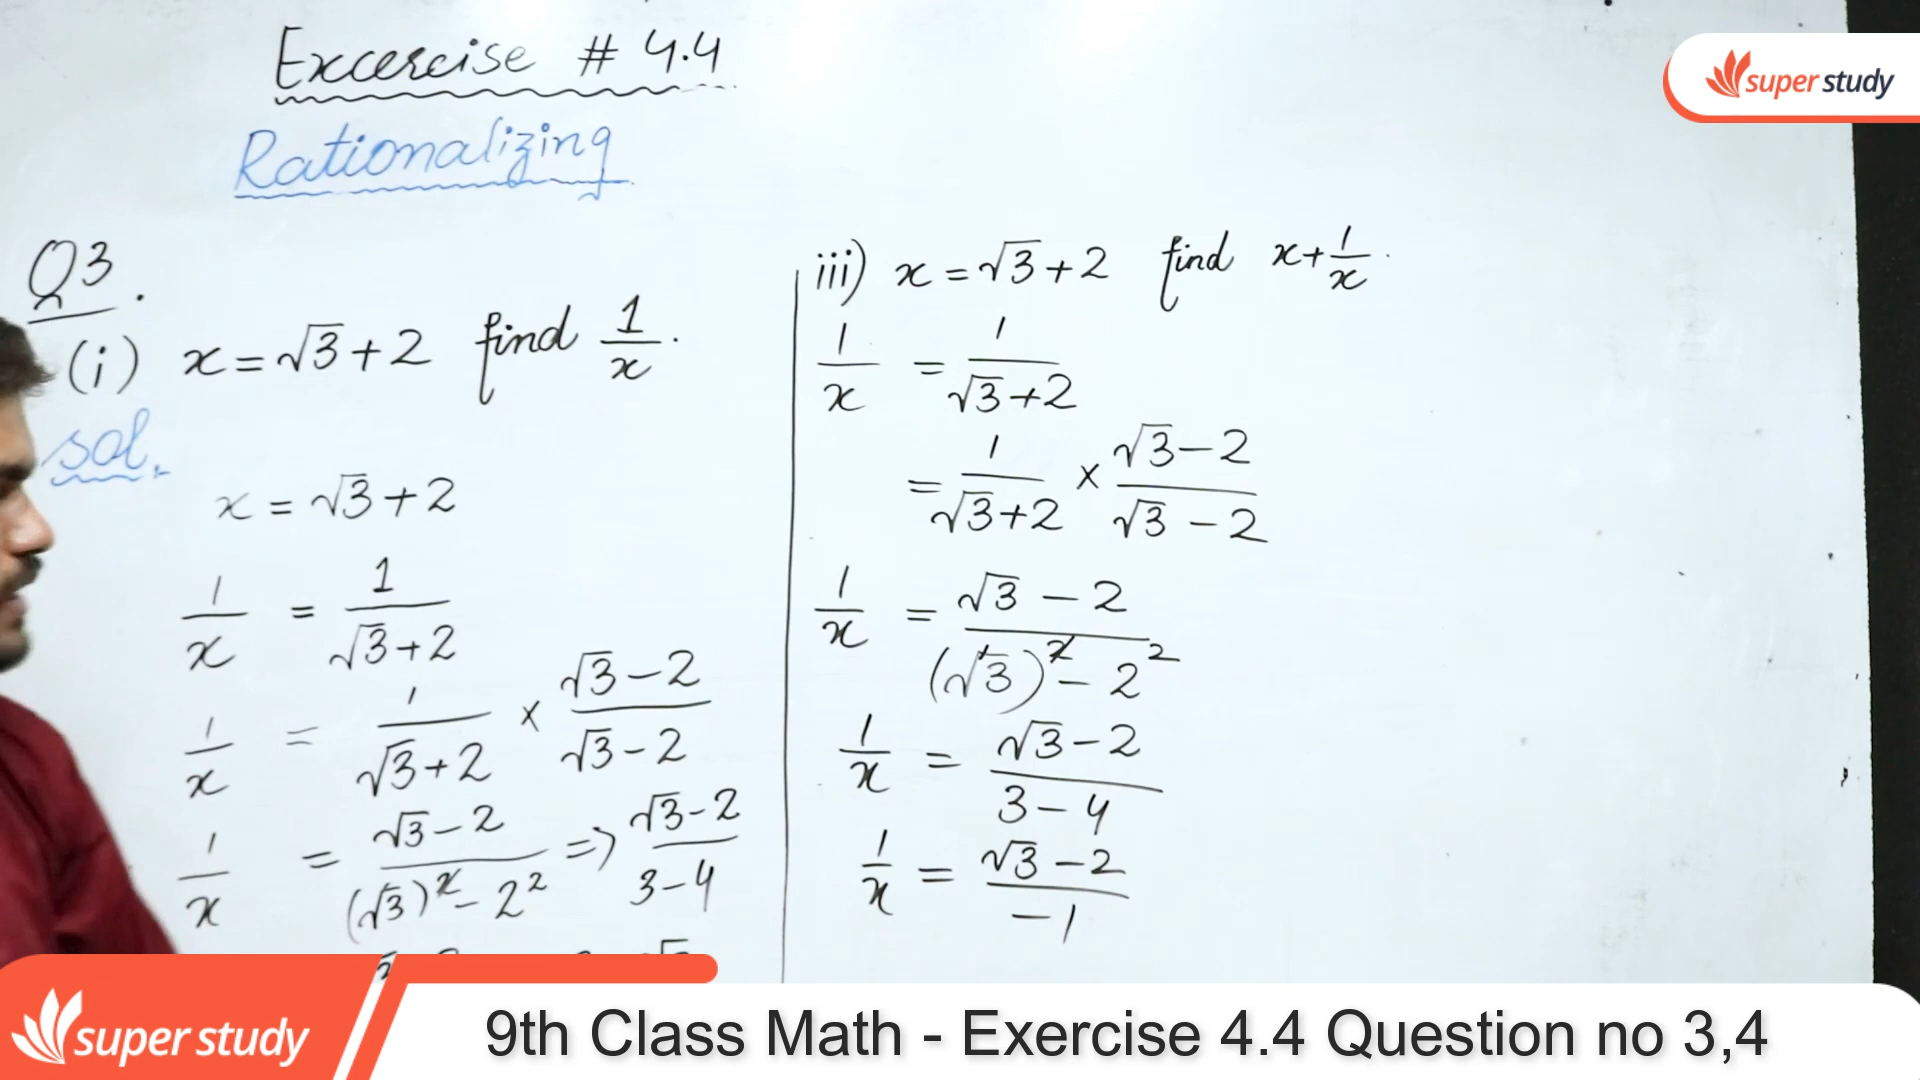 Excercise # 4.4
Rationalizing
super study
Q3.
(i) x = √3 + 2 find 1/x.
sol.
x = √3 + 2
1/x = 1/(√3+2)
1/x = 1/(√3+2) × (√3-2)/(√3-2)
1/x = (√3-2)/((√3)²-2²) => (√3-2)/(3-4)
iii) x = √3 + 2 find x + 1/x.
1/x = 1/(√3+2)
= 1/(√3+2) × (√3-2)/(√3-2)
1/x = (√3-2)/((√3)²-2²)
1/x = (√3-2)/(3-4)
1/x = (√3-2)/-1
super study
9th Class Math - Exercise 4.4 Question no 3,4